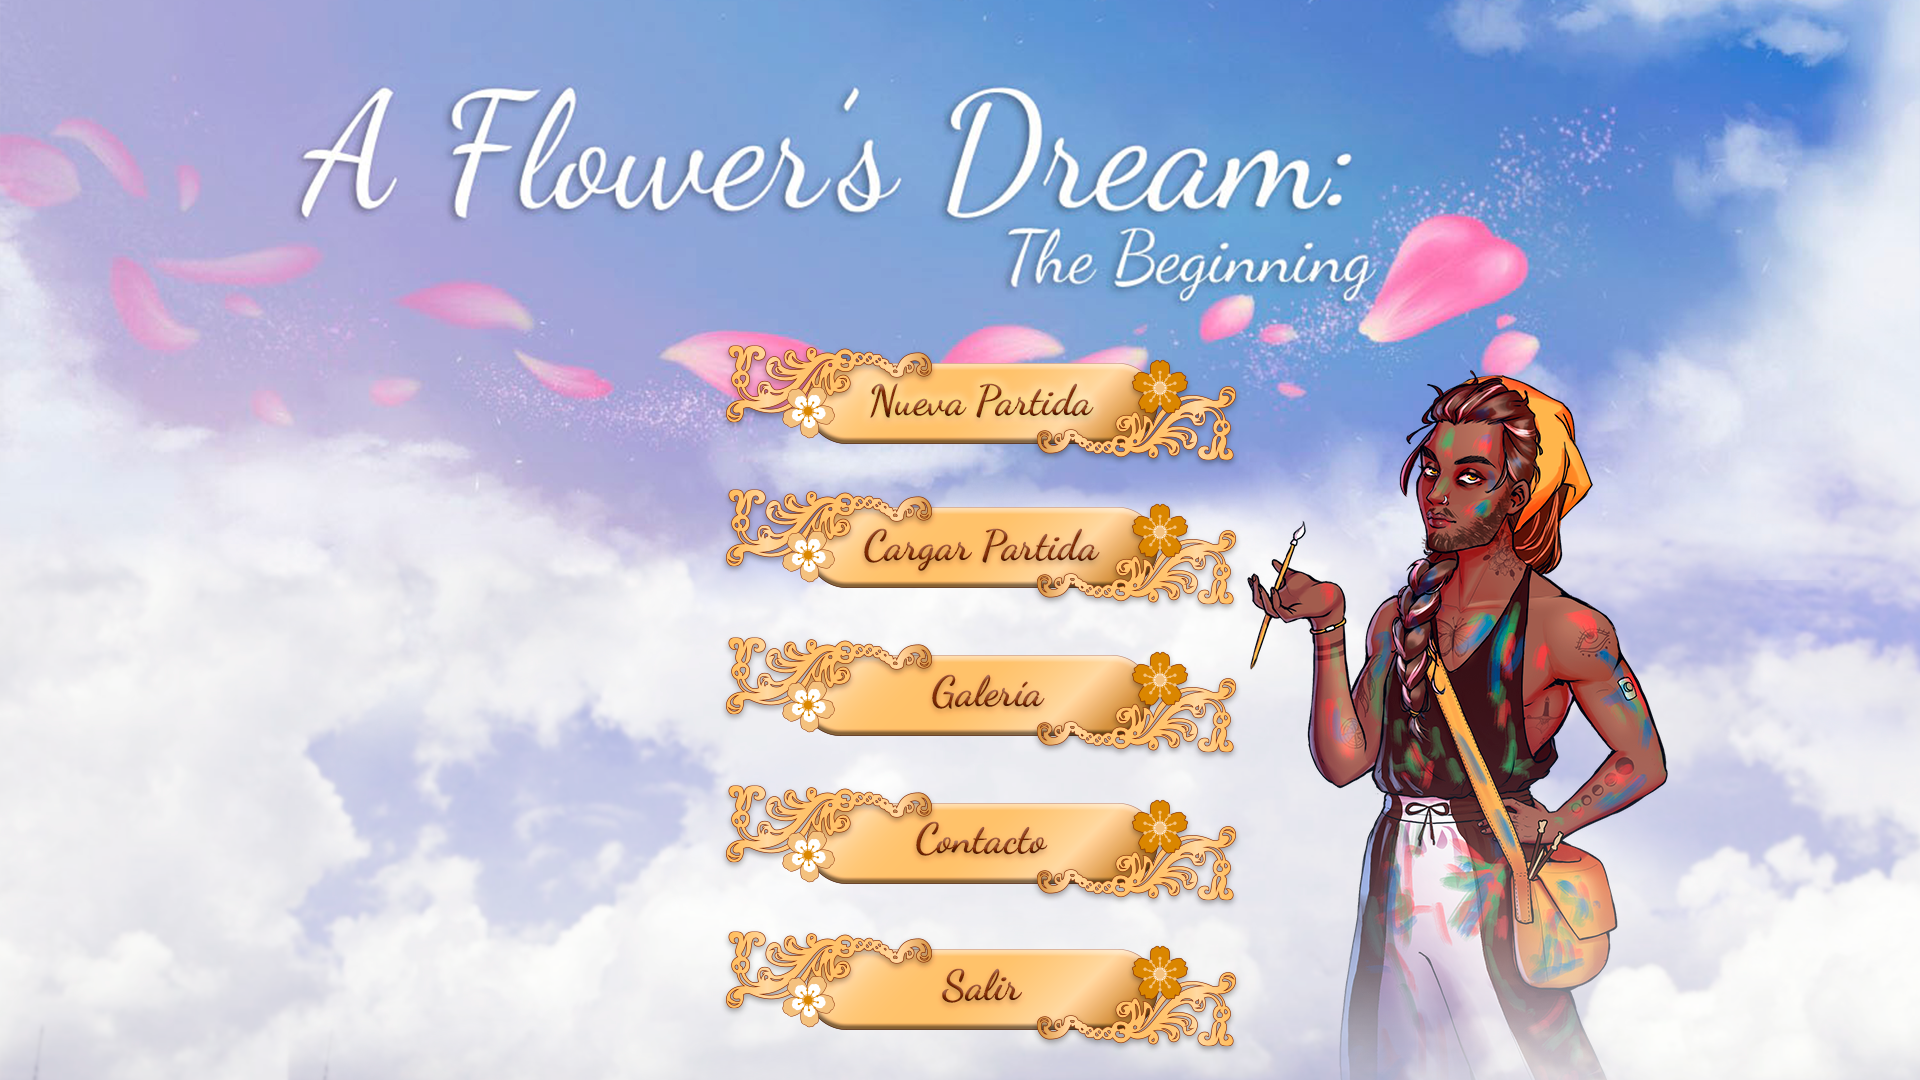 A Flower's Dream:
The Beginning
Nueva Partida
Cargar Partida
Galería
Contacto
Salir